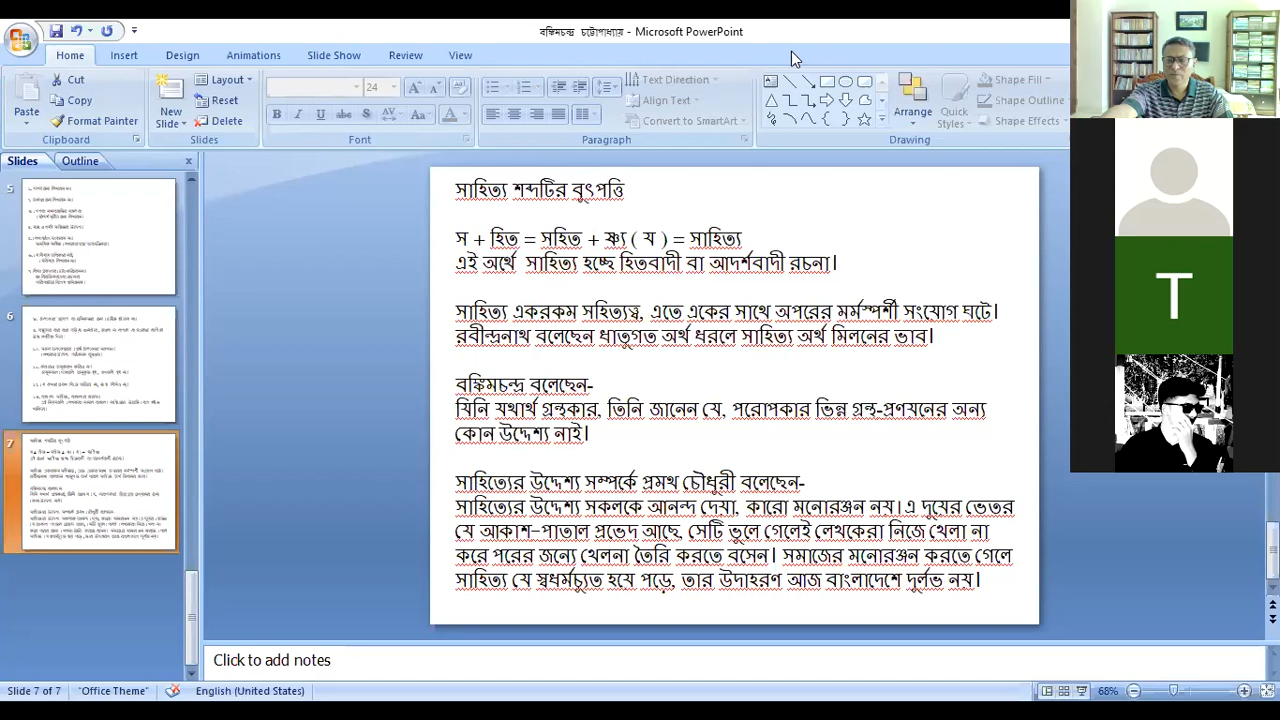 বঙ্কিমচন্দ্র চট্টোপাধ্যায় - Microsoft PowerPoint
Home Insert Design Animations Slide Show Review View
Cut
Copy
Format Painter
Paste
Clipboard
New Slide
Layout
Reset
Delete
Slides
24
B I U abc AV Aa A
Font
Text Direction
Align Text
Convert to SmartArt
Paragraph
Arrange
Quick Styles
Shape Fill
Shape Outline
Shape Effects
Drawing
Slides Outline
5
6
7
সাহিত্য শব্দটির বুৎপত্তি
স + হিত = সহিত + ষ্ণ্য ( য ) = সাহিত্য
এই অর্থে সাহিত্য হচ্ছে হিতবাদী বা আদর্শবাদী রচনা।
সাহিত্য একরকম সহিত্যত্ব, এতে একের সাথে অপরের মর্মস্পর্শী সংযোগ ঘটে।
রবীন্দ্রনাথ বলেছেন ধাতুগত অর্থ ধরলে সাহিত্য অর্থ মিলনের ভাব।
বঙ্কিমচন্দ্র বলেছেন-
যিনি যথার্থ গ্রন্থকার, তিনি জানেন যে, পরোপকার ভিন্ন গ্রন্থ-প্রণয়নের অন্য
কোন উদ্দেশ্য নাই।
সাহিত্যের উদ্দেশ্য সম্পর্কে প্রমথ চৌধুরী বলেছেন-
সাহিত্যের উদ্দেশ্য সকলকে আনন্দ দেয়া, কারো মনোরঞ্জন নয়। এ দুয়ের ভেতর
যে আকাশ-পাতাল প্রভেদ আছে, সেটি ভুলে গেলেই লেখকেরা নিজে খেলা না
করে পরের জন্যে খেলনা তৈরি করতে বসেন। সমাজের মনোরঞ্জন করতে গেলে
সাহিত্য যে স্বধর্মচ্যুত হযে পড়ে, তার উদাহরণ আজ বাংলাদেশে দুর্লভ নয়।
T
Click to add notes
Slide 7 of 7 "Office Theme" English (United States) 68%